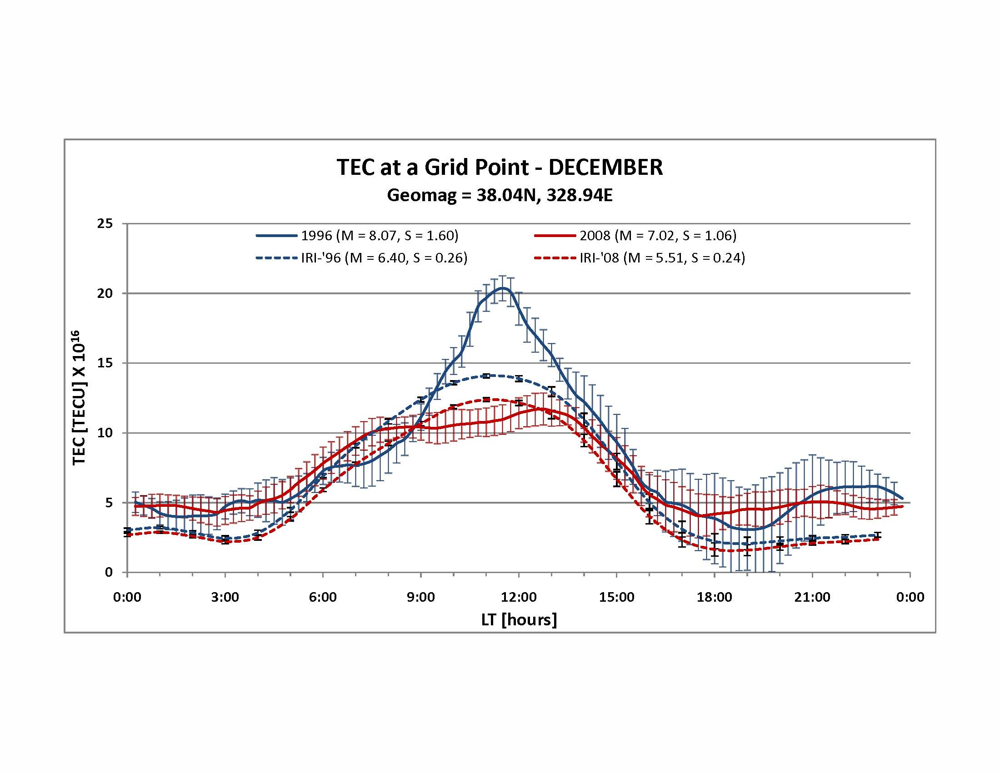 TEC at a Grid Point - DECEMBER
Geomag = 38.04N, 328.94E
1996 (M = 8.07, S = 1.60)
2008 (M = 7.02, S = 1.06)
IRI-'96 (M = 6.40, S = 0.26)
IRI-'08 (M = 5.51, S = 0.24)
TEC [TECU] X 10¹⁶
25
20
15
10
5
0
0:00 3:00 6:00 9:00 12:00 15:00 18:00 21:00 0:00
LT [hours]